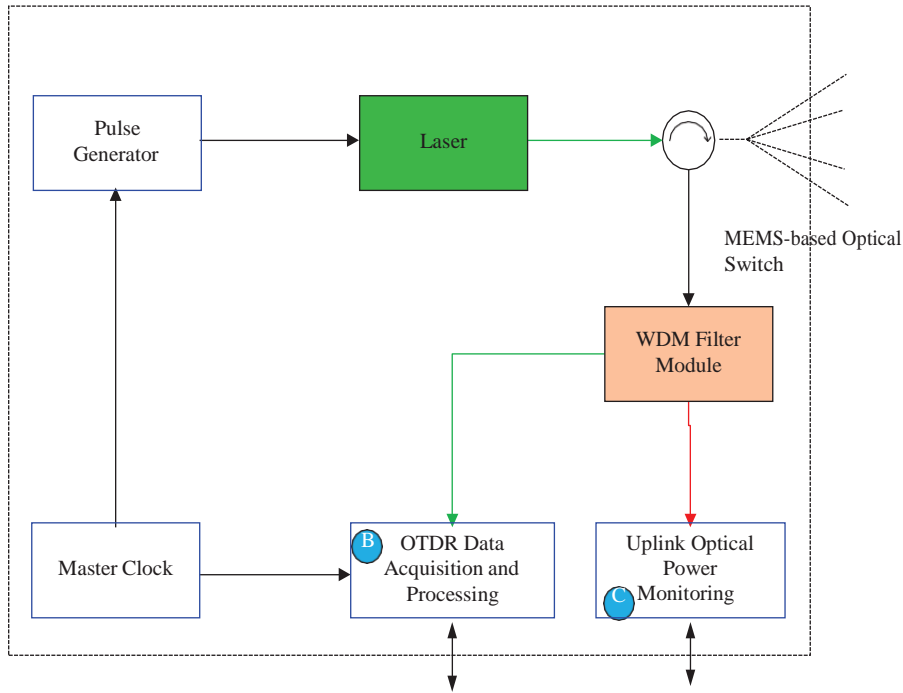 Pulse
Generator
Laser
MEMS-based Optical
Switch
WDM Filter
Module
Master Clock
B
OTDR Data
Acquisition and
Processing
Uplink Optical
Power
Monitoring
C